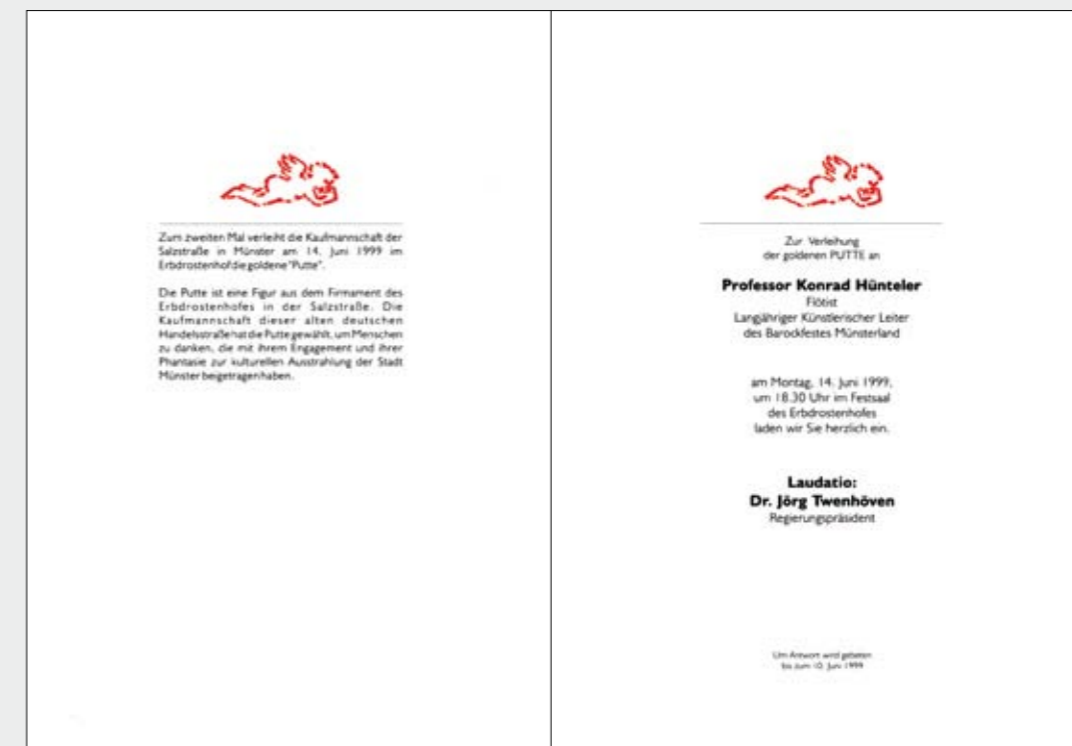 Zum zweiten Mal verleiht die Kaufmannschaft der
Salzstraße in Münster am 14. Juni 1999 im
Erbdrostenhof die goldene "Putte".
Die Putte ist eine Figur aus dem Firmament des
Erbdrostenhofes in der Salzstraße. Die
Kaufmannschaft dieser alten deutschen
Handelsstraße hat die Putte gewählt, um Menschen
zu danken, die mit ihrem Engagement und ihrer
Phantasie zur kulturellen Ausstrahlung der Stadt
Münster beigetragen haben.
Zur Verleihung
der goldenen PUTTE an
Professor Konrad Hünteler
Flötist
Langjähriger Künstlerischer Leiter
des Barockfestes Münsterland
am Montag, 14. Juni 1999,
um 18.30 Uhr im Festsaal
des Erbdrostenhofes
laden wir Sie herzlich ein.
Laudatio:
Dr. Jörg Twenhöven
Regierungspräsident
Um Antwort wird gebeten
bis zum 10. Juni 1999